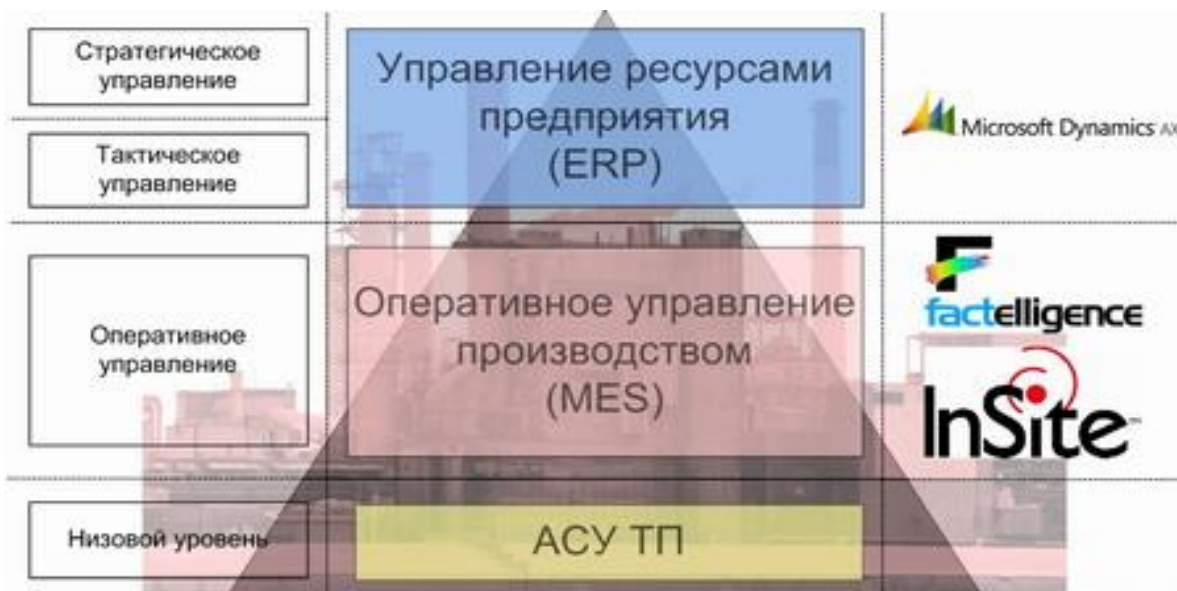 Стратегическое
управление
Управление ресурсами
предприятия
(ERP)
Microsoft Dynamics AX
Тактическое
управление
Оперативное
управление
Оперативное управление
производством
(MES)
factelligence
InSite
Низовой уровень
АСУ ТП